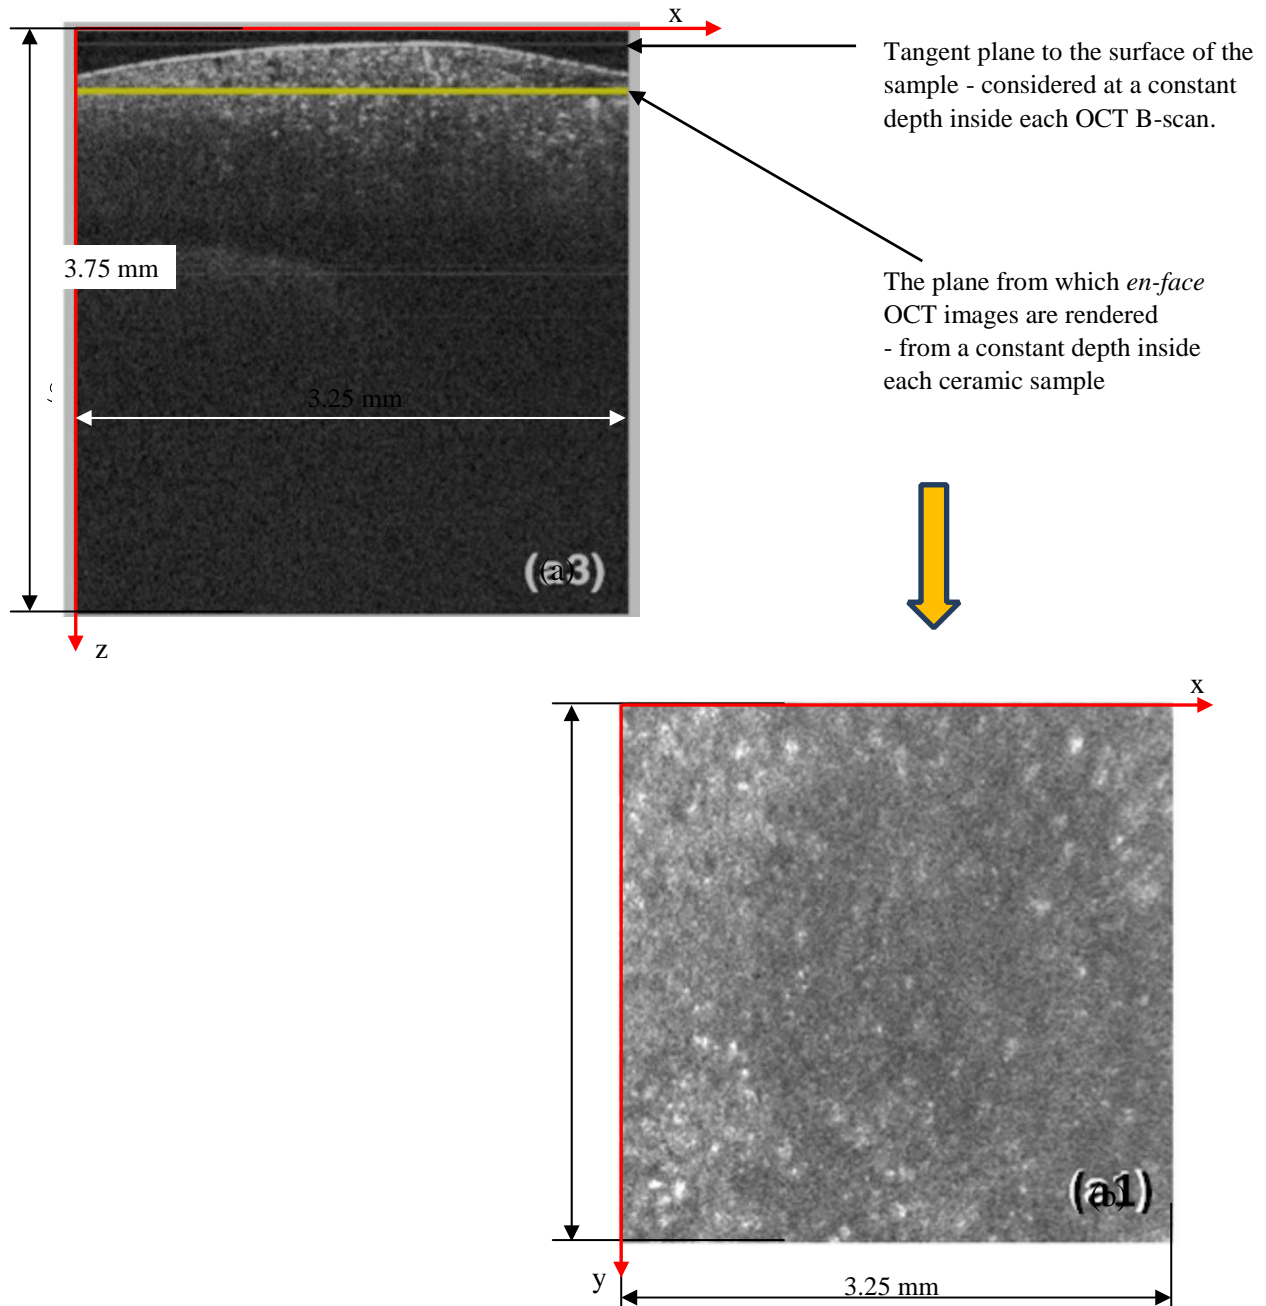 x
Tangent plane to the surface of the
sample - considered at a constant
depth inside each OCT B-scan.
3.75 mm
The plane from which en-face
OCT images are rendered
- from a constant depth inside
each ceramic sample
3.25 mm
(a3)
(a)
z
x
(a1)
(b)
y
3.25 mm